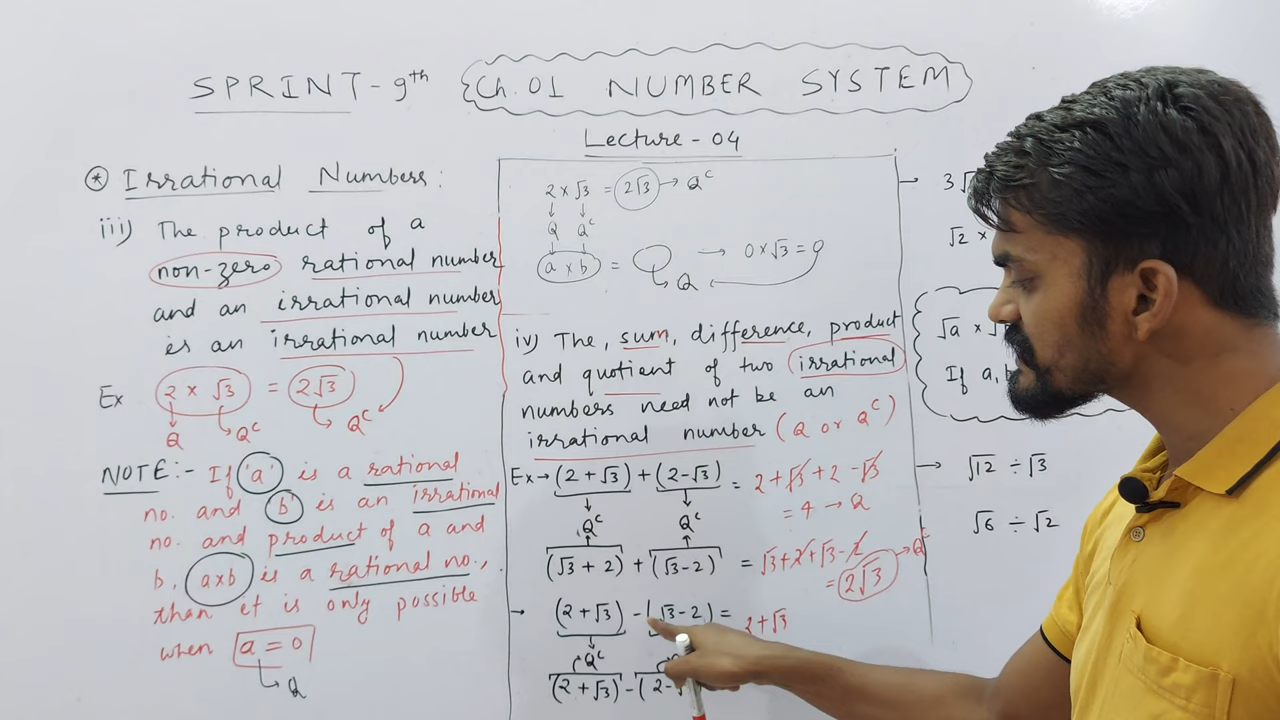 SPRINT - 9th
Ch. 01 NUMBER SYSTEM
Lecture - 04
* Irrational Numbers:
iii) The product of a
non-zero rational number
and an irrational number
is an irrational number
Ex 2 × √3 = 2√3
Q Qᶜ Qᶜ
NOTE:- If 'a' is a rational
no. and 'b' is an irrational
no. and product of a and
b, a×b is a rational no.,
than it is only possible
when a = 0
→ Q
2 × √3 = 2√3 → Qᶜ
↓ ↓
Q Qᶜ
a × b = → 0 × √3 = 0
→ Q
iv) The, sum, difference, product
and quotient of two irrational
numbers need not be an
irrational number (Q or Qᶜ)
Ex → (2 + √3) + (2 - √3) = 2 + √3 + 2 - √3
= 4 → Q
Qᶜ Qᶜ
(√3 + 2) + (√3 - 2) = √3 + 2 + √3 - 2
= 2√3 → Qᶜ
→ (2 + √3) - (√3 - 2) = 2 + √3
Qᶜ
(2 + √3) - (2 -
→ 3√
√2 ×
√a ×
If a,
→ √12 ÷ √3
√6 ÷ √2